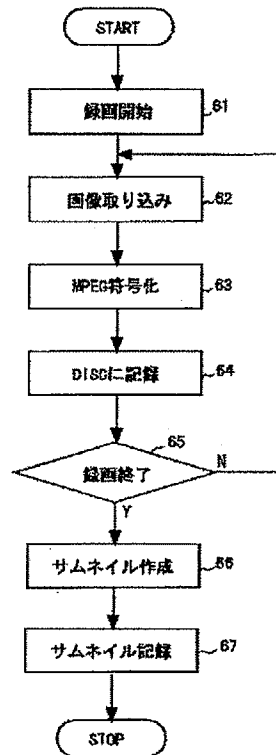 START
録画開始
61
画像取り込み
62
MPEG符号化
63
DISCに記録
64
65
録画終了
N
Y
サムネイル作成
66
サムネイル記録
67
STOP